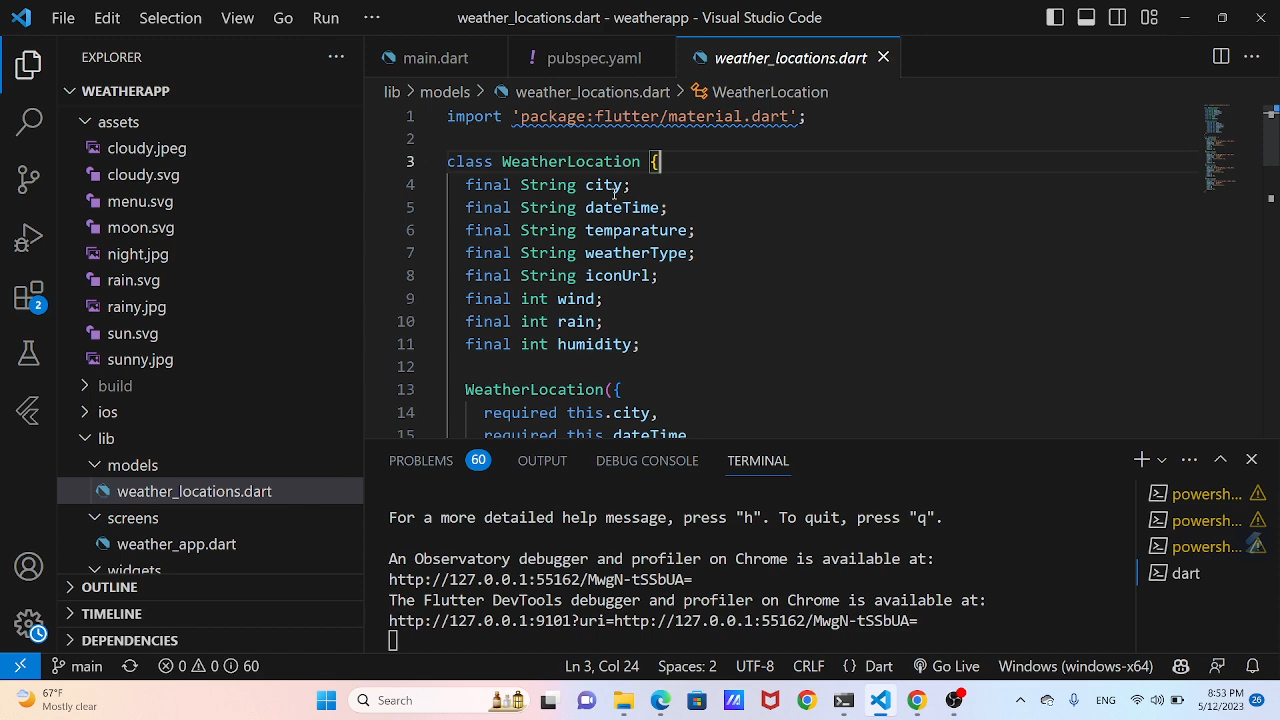 File Edit Selection View Go Run ··· weather_locations.dart - weatherapp - Visual Studio Code
EXPLORER ···
main.dart ! pubspec.yaml weather_locations.dart
WEATHERAPP
assets
cloudy.jpeg
cloudy.svg
menu.svg
moon.svg
night.jpg
rain.svg
rainy.jpg
sun.svg
sunny.jpg
build
ios
lib
models
weather_locations.dart
screens
weather_app.dart
widgets
OUTLINE
TIMELINE
DEPENDENCIES
2
lib > models > weather_locations.dart > WeatherLocation
1 import 'package:flutter/material.dart';
2
3 class WeatherLocation {
4 final String city;
5 final String dateTime;
6 final String temparature;
7 final String weatherType;
8 final String iconUrl;
9 final int wind;
10 final int rain;
11 final int humidity;
12
13 WeatherLocation({
14 required this.city,
15 required this.dateTime
PROBLEMS 60 OUTPUT DEBUG CONSOLE TERMINAL
For a more detailed help message, press "h". To quit, press "q".
An Observatory debugger and profiler on Chrome is available at:
http://127.0.0.1:55162/MwgN-tSSbUA=
The Flutter DevTools debugger and profiler on Chrome is available at:
http://127.0.0.1:9101?uri=http://127.0.0.1:55162/MwgN-tSSbUA=
powersh...
powersh...
powersh...
dart
main 0 0 60 Ln 3, Col 24 Spaces: 2 UTF-8 CRLF {} Dart Go Live Windows (windows-x64)
67°F
Mostly clear
Search
ENG
8:53 PM
5/12/2023
26